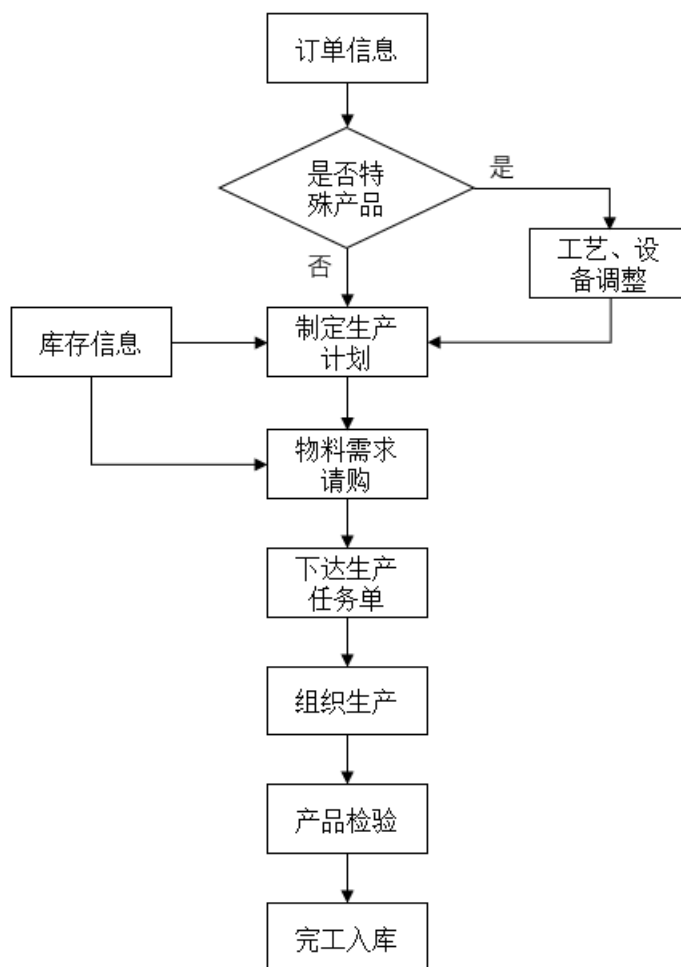 订单信息
是否特
殊产品
是
工艺、设
备调整
否
库存信息
制定生产
计划
物料需求
请购
下达生产
任务单
组织生产
产品检验
完工入库